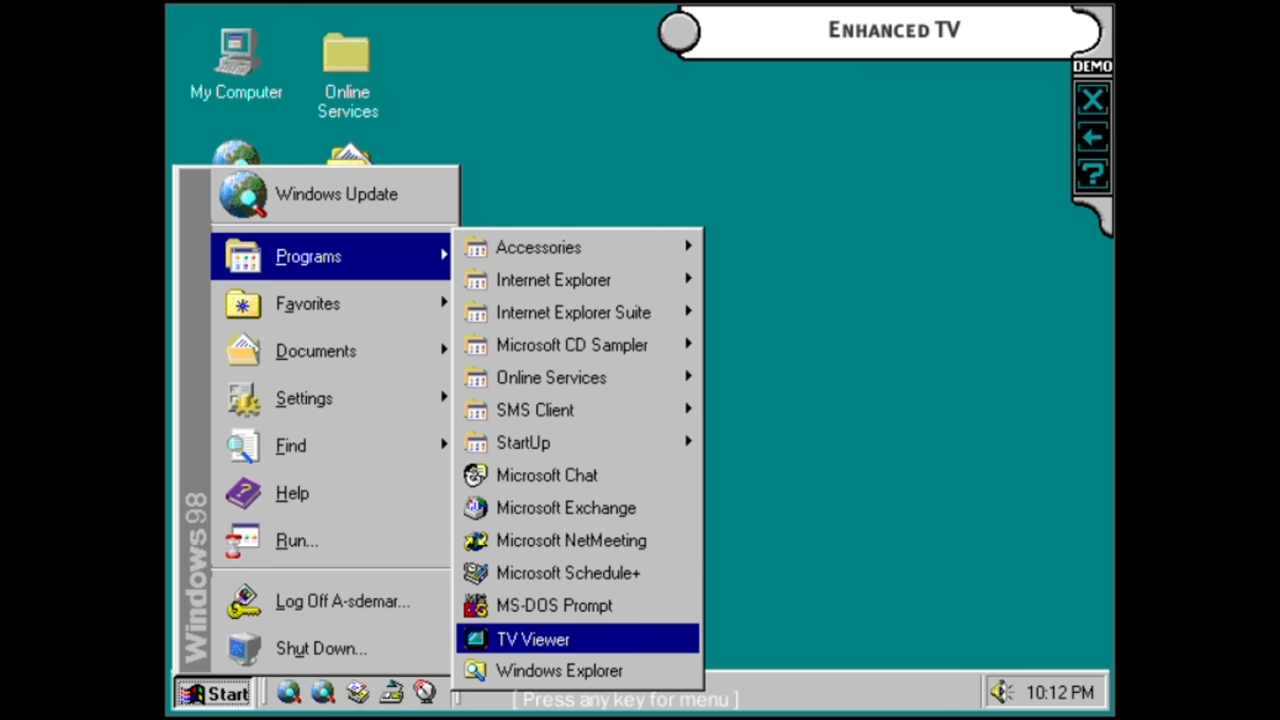 My Computer
Online
Services
ENHANCED TV
DEMO
?
Windows Update
Programs
Favorites
Documents
Settings
Find
Help
Run...
Log Off A-sdemar...
Shut Down...
Windows98
Accessories
Internet Explorer
Internet Explorer Suite
Microsoft CD Sampler
Online Services
SMS Client
StartUp
Microsoft Chat
Microsoft Exchange
Microsoft NetMeeting
Microsoft Schedule+
MS-DOS Prompt
TV Viewer
Windows Explorer
Start
[ Press any key for menu ]
10:12 PM